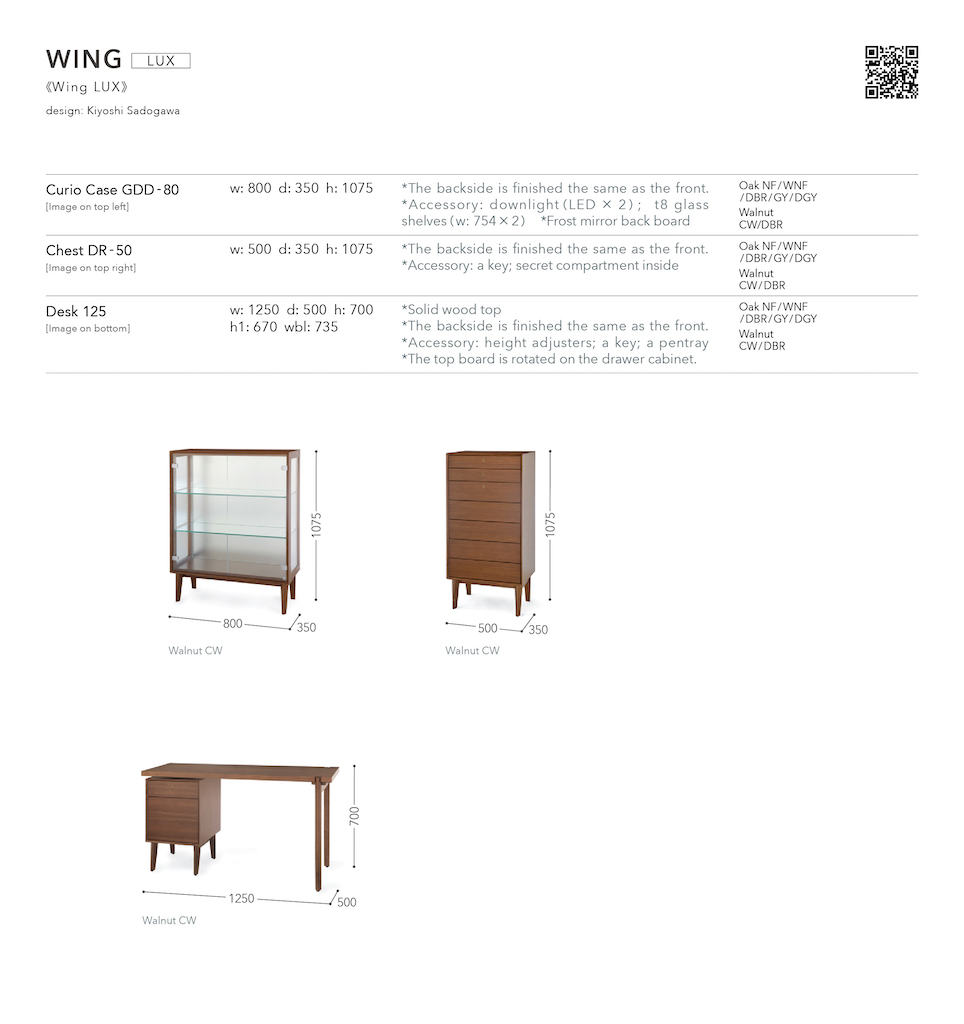 WING LUX
《Wing LUX》
design: Kiyoshi Sadogawa
Curio Case GDD-80
[Image on top left]
w: 800 d: 350 h: 1075
*The backside is finished the same as the front.
*Accessory: downlight (LED × 2) ; t8 glass
shelves (w: 754 × 2) *Frost mirror back board
Oak NF/WNF
/DBR/GY/DGY
Walnut
CW/DBR
Chest DR-50
[Image on top right]
w: 500 d: 350 h: 1075
*The backside is finished the same as the front.
*Accessory: a key; secret compartment inside
Oak NF/WNF
/DBR/GY/DGY
Walnut
CW/DBR
Desk 125
[Image on bottom]
w: 1250 d: 500 h: 700
h1: 670 wbl: 735
*Solid wood top
*The backside is finished the same as the front.
*Accessory: height adjusters; a key; a pentray
*The top board is rotated on the drawer cabinet.
Oak NF/WNF
/DBR/GY/DGY
Walnut
CW/DBR
1075
800
350
Walnut CW
1075
500
350
Walnut CW
700
1250
500
Walnut CW